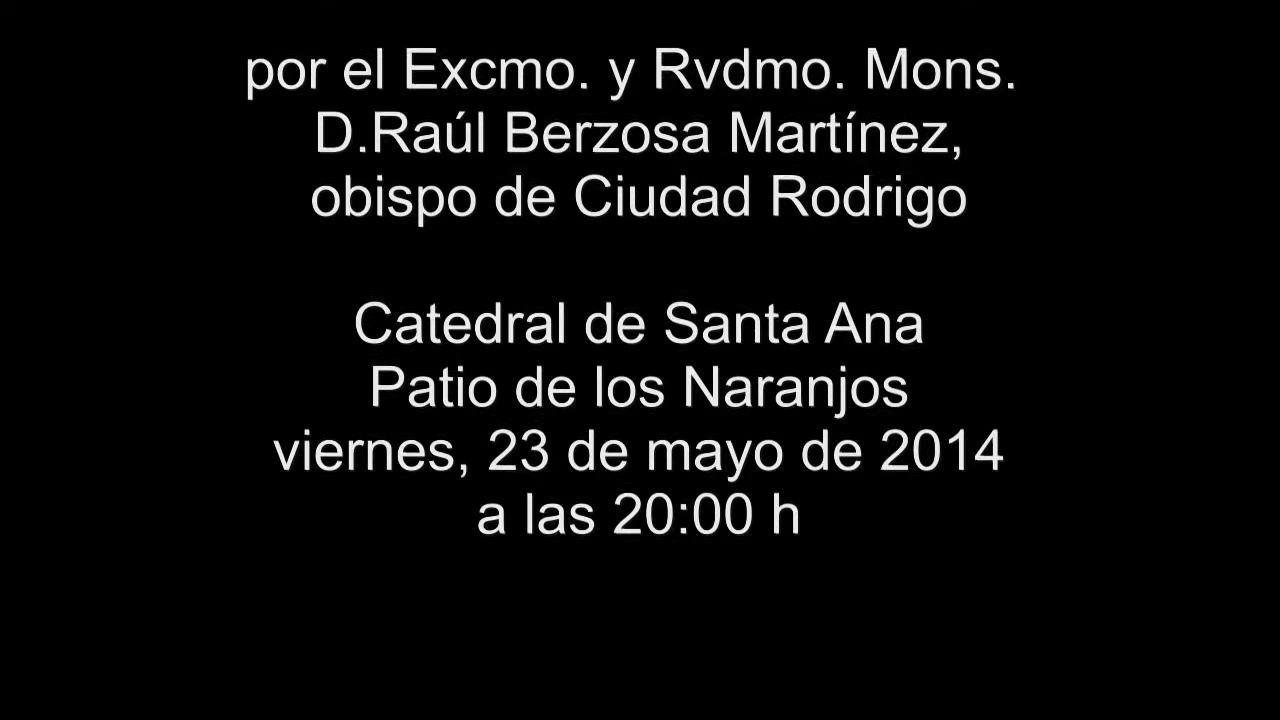 por el Excmo. y Rvdmo. Mons.
D.Raúl Berzosa Martínez,
obispo de Ciudad Rodrigo
Catedral de Santa Ana
Patio de los Naranjos
viernes, 23 de mayo de 2014
a las 20:00 h